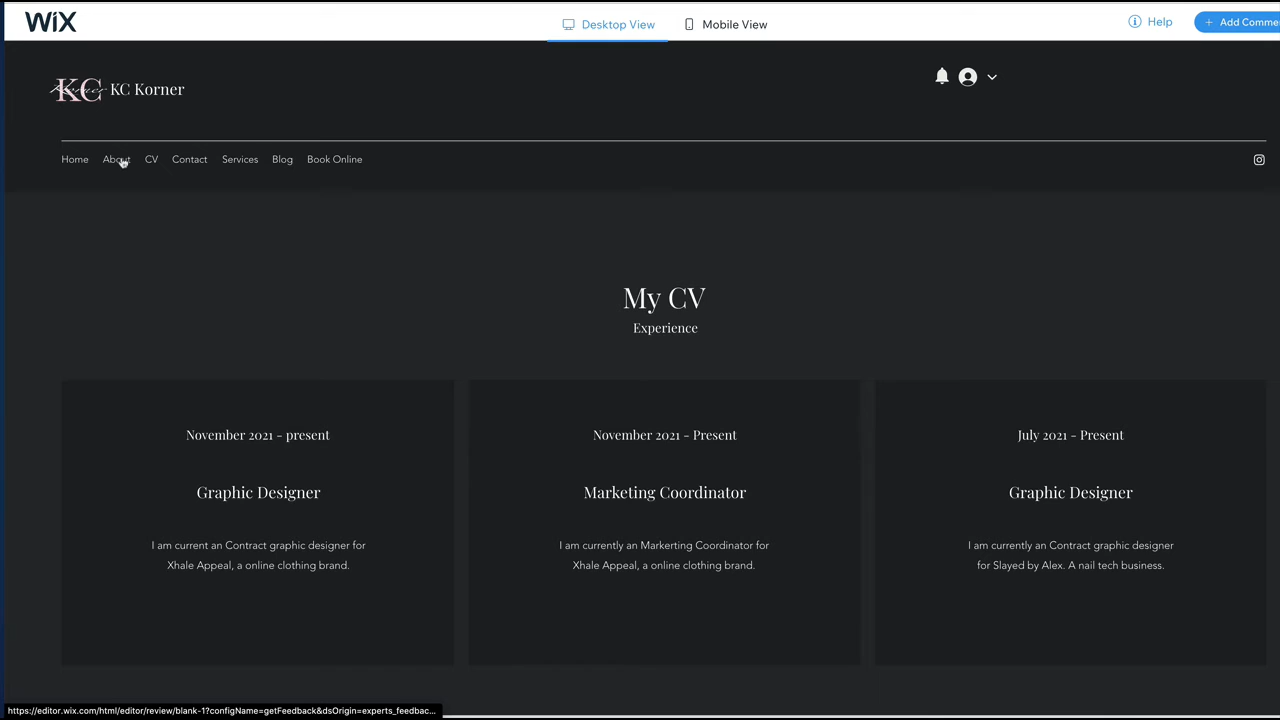 WiX
Desktop View
Mobile View
Help
+ Add Comme
KC KC Korner
Home About CV Contact Services Blog Book Online
My CV
Experience
November 2021 - present
Graphic Designer
I am current an Contract graphic designer for
Xhale Appeal, a online clothing brand.
November 2021 - Present
Marketing Coordinator
I am currently an Markerting Coordinator for
Xhale Appeal, a online clothing brand.
July 2021 - Present
Graphic Designer
I am currently an Contract graphic designer
for Slayed by Alex. A nail tech business.
https://editor.wix.com/html/editor/review/blank-1?configName=getFeedback&dsOrigin=experts_feedbac...